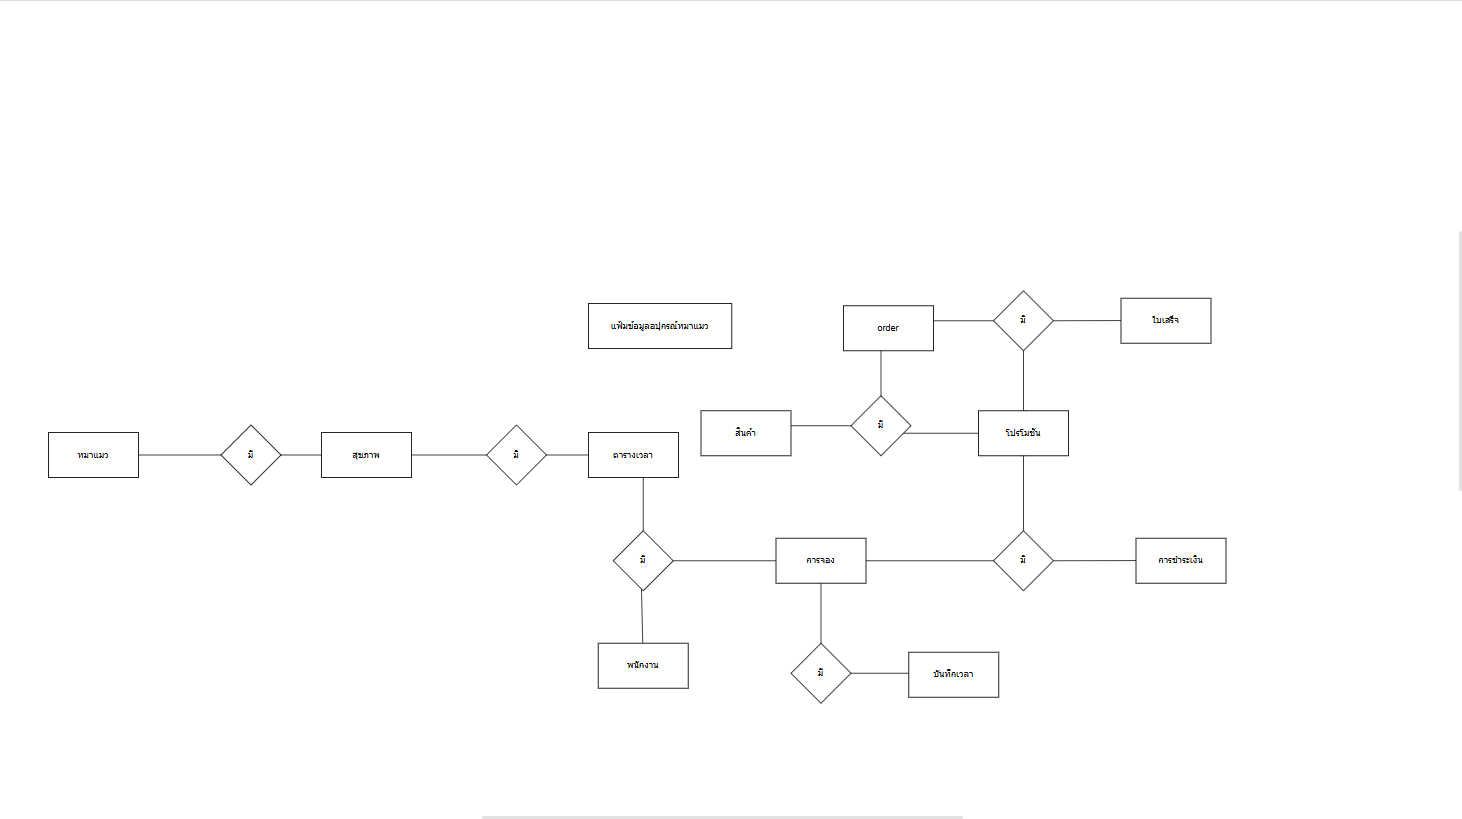 แฟ้มข้อมูลอปุกรณ์หมาแมว
order
มี
ใบเสร็จ
สินค้า
มี
โปรโมชั่น
หมาแมว
มี
สุขภาพ
มี
ตารางเวลา
มี
การจอง
มี
การชำระเงิน
พนักงาน
มี
บันทึกเวลา